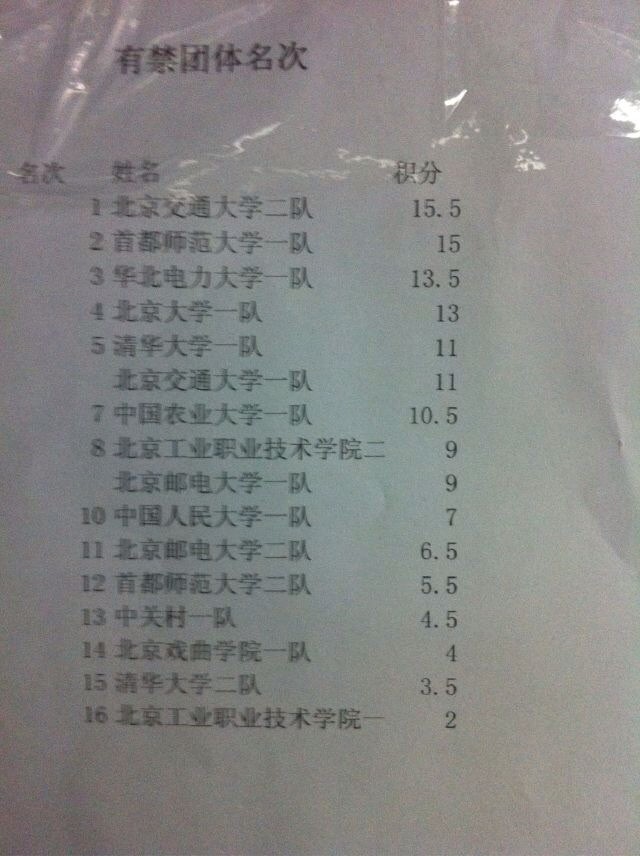 有禁团体名次
名次 姓名 积分
1 北京交通大学二队 15.5
2 首都师范大学一队 15
3 华北电力大学一队 13.5
4 北京大学一队 13
5 清华大学一队 11
北京交通大学一队 11
7 中国农业大学一队 10.5
8 北京工业职业技术学院二 9
北京邮电大学一队 9
10 中国人民大学一队 7
11 北京邮电大学二队 6.5
12 首都师范大学二队 5.5
13 中关村一队 4.5
14 北京戏曲学院一队 4
15 清华大学二队 3.5
16 北京工业职业技术学院一 2